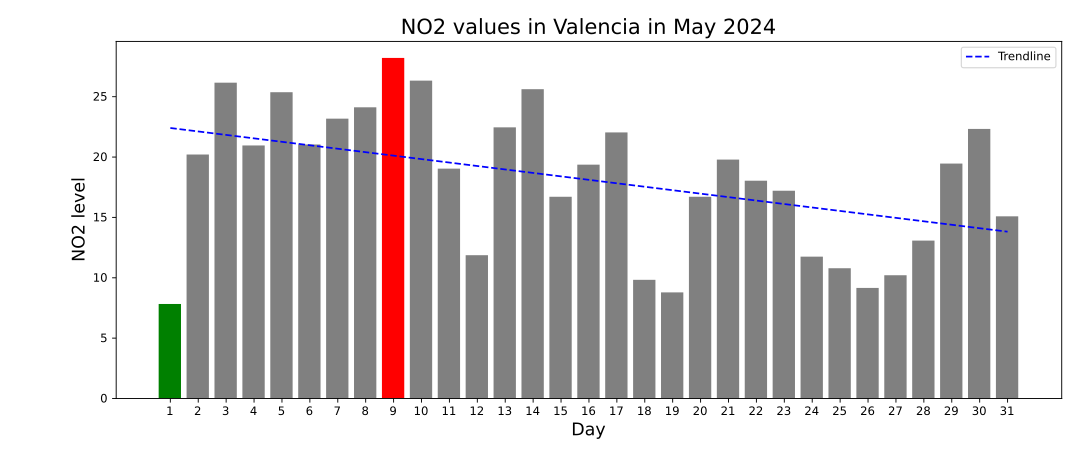 NO2 values in Valencia in May 2024
Trendline
25
20
15
10
5
0
NO2 level
1 2 3 4 5 6 7 8 9 10 11 12 13 14 15 16 17 18 19 20 21 22 23 24 25 26 27 28 29 30 31
Day